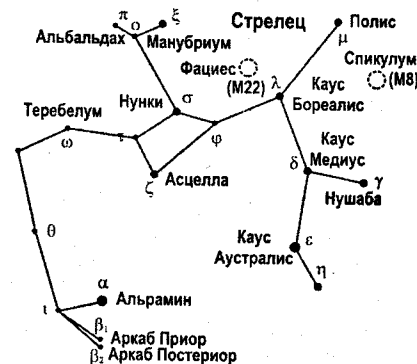 π
ξ
ο
Альбальдах
Манубриум
Стрелец
Полис
μ
Фациес
(M22)
Спикулум
(M8)
λ
Каус
Бореалис
Нунки
σ
Теребелум
ω
τ
φ
ζ
Асцелла
Каус
Медиус
δ
γ
Нушаба
θ
Каус
Аустралис
ε
η
α
Альрамин
ι
β1
Аркаб Приор
β2
Аркаб Постериор